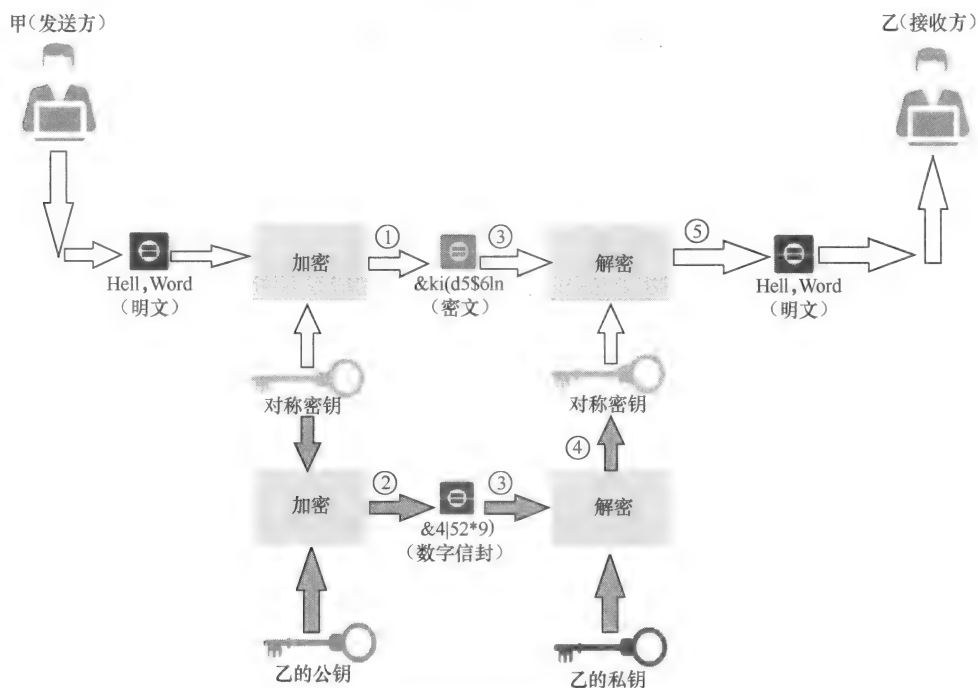 甲(发送方)
乙(接收方)
加密
①
③
解密
⑤
Hell,Word
(明文)
&ki(d5$6ln
(密文)
Hell,Word
(明文)
对称密钥
对称密钥
④
加密
②
③
解密
&4|52*9)
(数字信封)
乙的公钥
乙的私钥